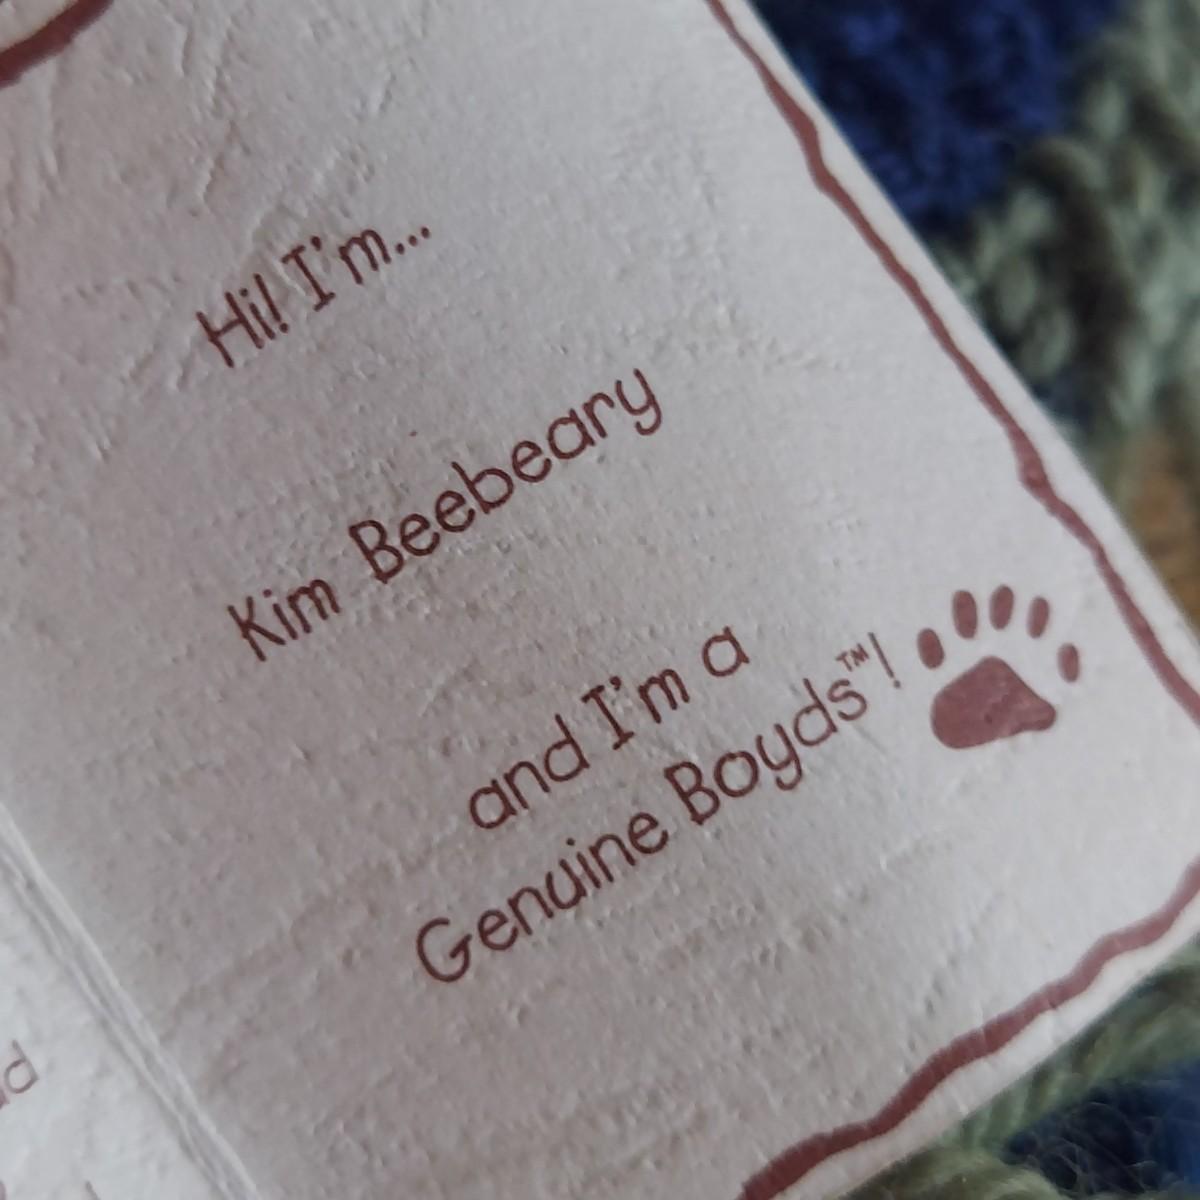 Hi! I'm...
Kim Beebeary
and I'm a
Genuine Boyds™!